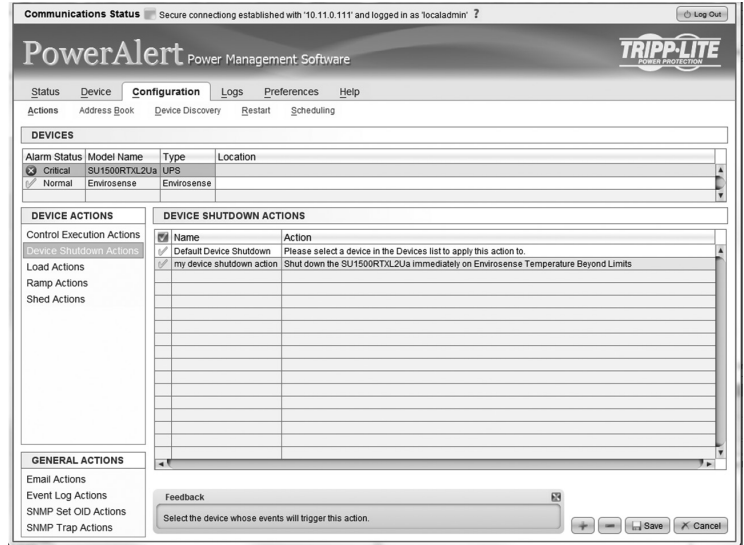 Communications Status Secure connectiong established with '10.11.0.111' and logged in as 'localadmin' ? Log Out
PowerAlert Power Management Software
TRIPP·LITE
POWER PROTECTION
Status Device Configuration Logs Preferences Help
Actions Address Book Device Discovery Restart Scheduling
DEVICES
Alarm Status Model Name Type Location
Critical SU1500RTXL2Ua UPS
Normal Envirosense Envirosense
DEVICE ACTIONS
Control Execution Actions
Device Shutdown Actions
Load Actions
Ramp Actions
Shed Actions
DEVICE SHUTDOWN ACTIONS
Name Action
Default Device Shutdown Please select a device in the Devices list to apply this action to.
my device shutdown action Shut down the SU1500RTXL2Ua immediately on Envirosense Temperature Beyond Limits
GENERAL ACTIONS
Email Actions
Event Log Actions
SNMP Set OID Actions
SNMP Trap Actions
Feedback
Select the device whose events will trigger this action.
Save Cancel